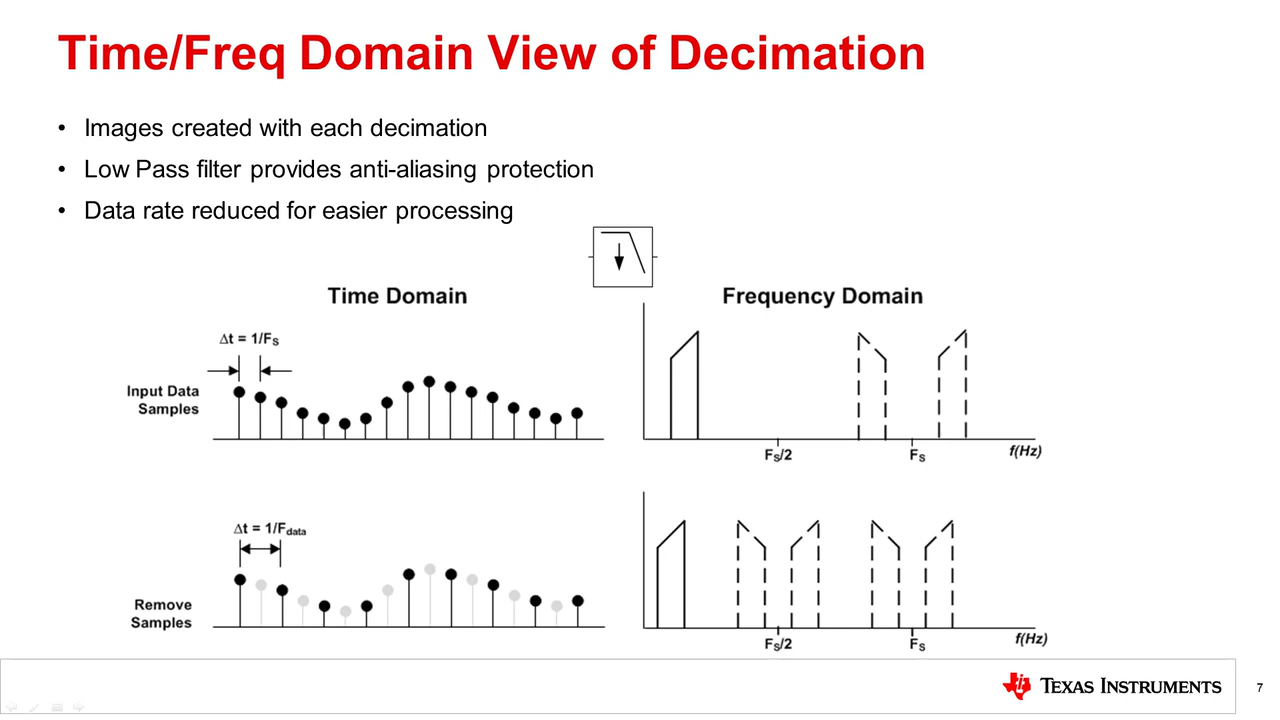 Time/Freq Domain View of Decimation
• Images created with each decimation
• Low Pass filter provides anti-aliasing protection
• Data rate reduced for easier processing
Time Domain
Frequency Domain
Δt = 1/FS
Input Data
Samples
FS/2
FS
f(Hz)
Δt = 1/Fdata
Remove
Samples
FS/2
FS
f(Hz)
TEXAS INSTRUMENTS
7